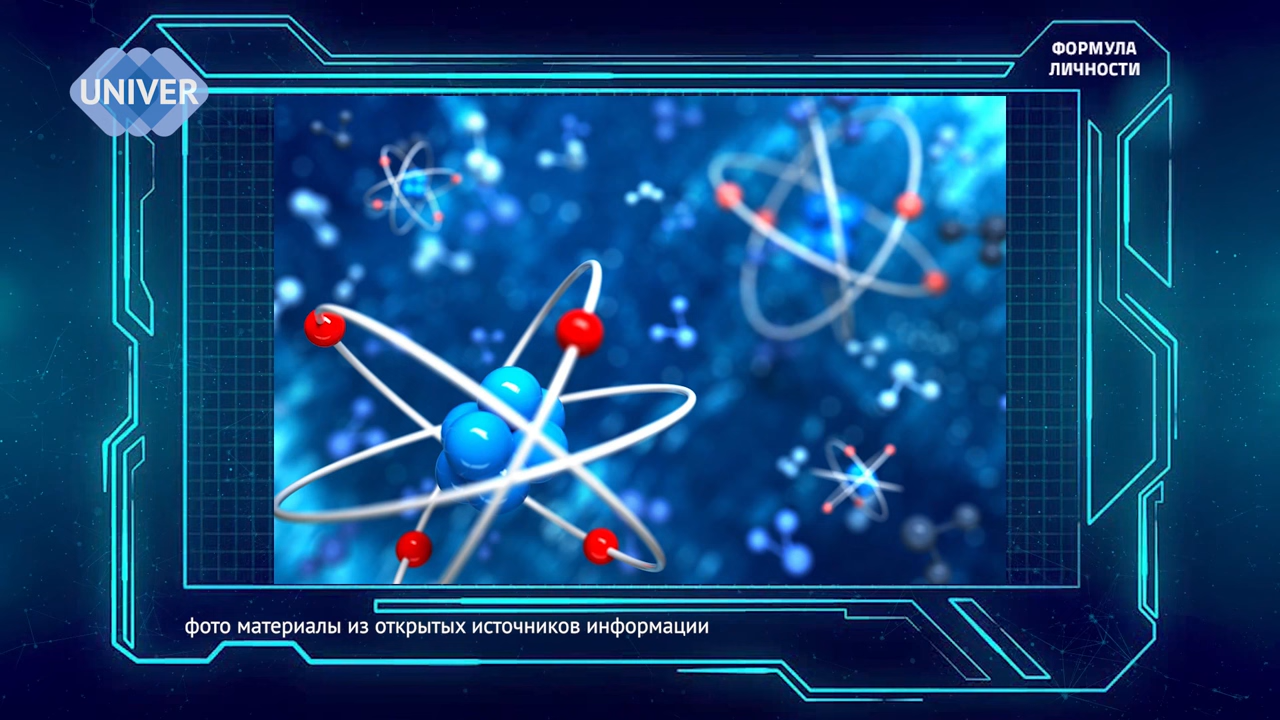 UNIVER
ФОРМУЛА
ЛИЧНОСТИ
фото материалы из открытых источников информации